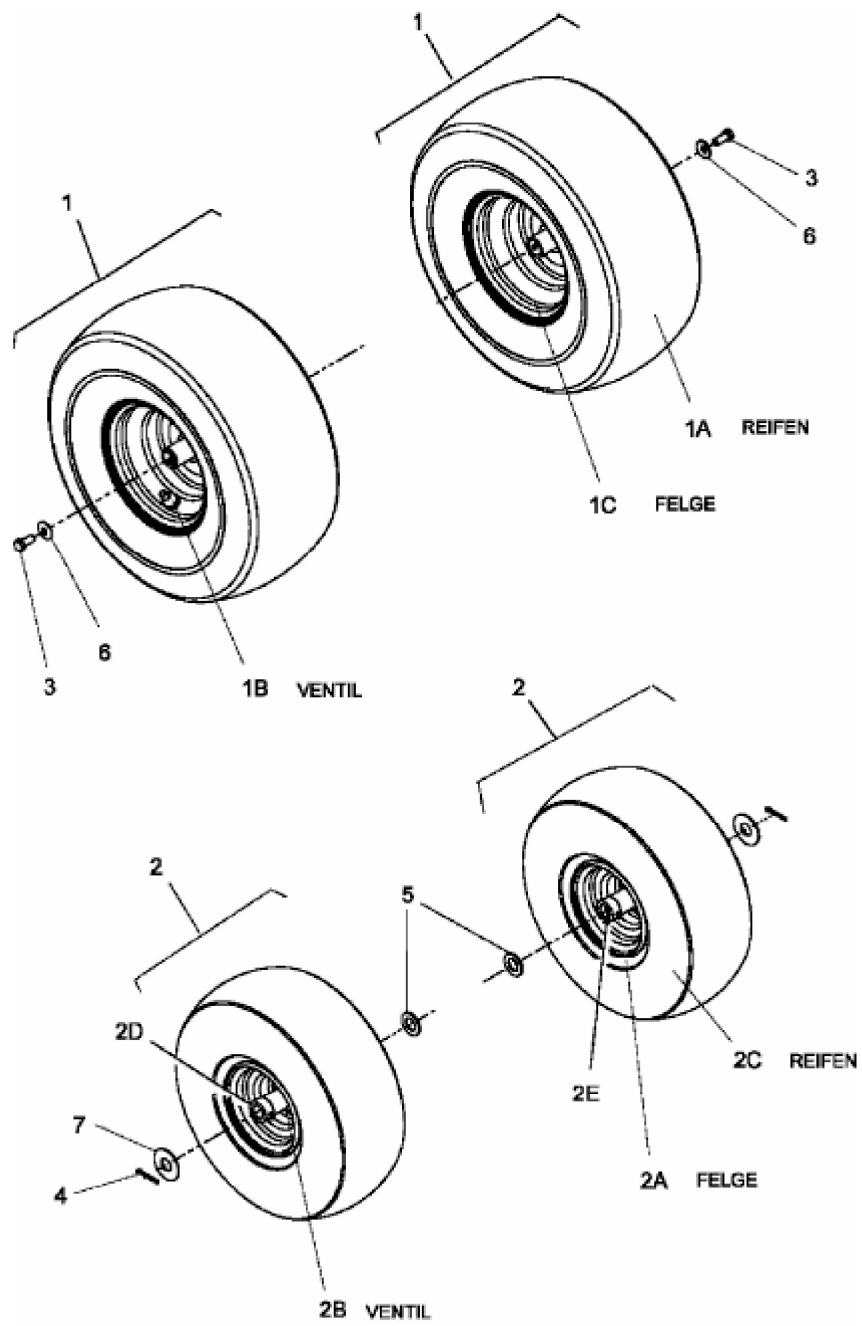 1
3
6
1
1A REIFEN
1C FELGE
6
3
1B VENTIL
2
2
5
2D
2C REIFEN
2E
7
4
2A FELGE
2B VENTIL